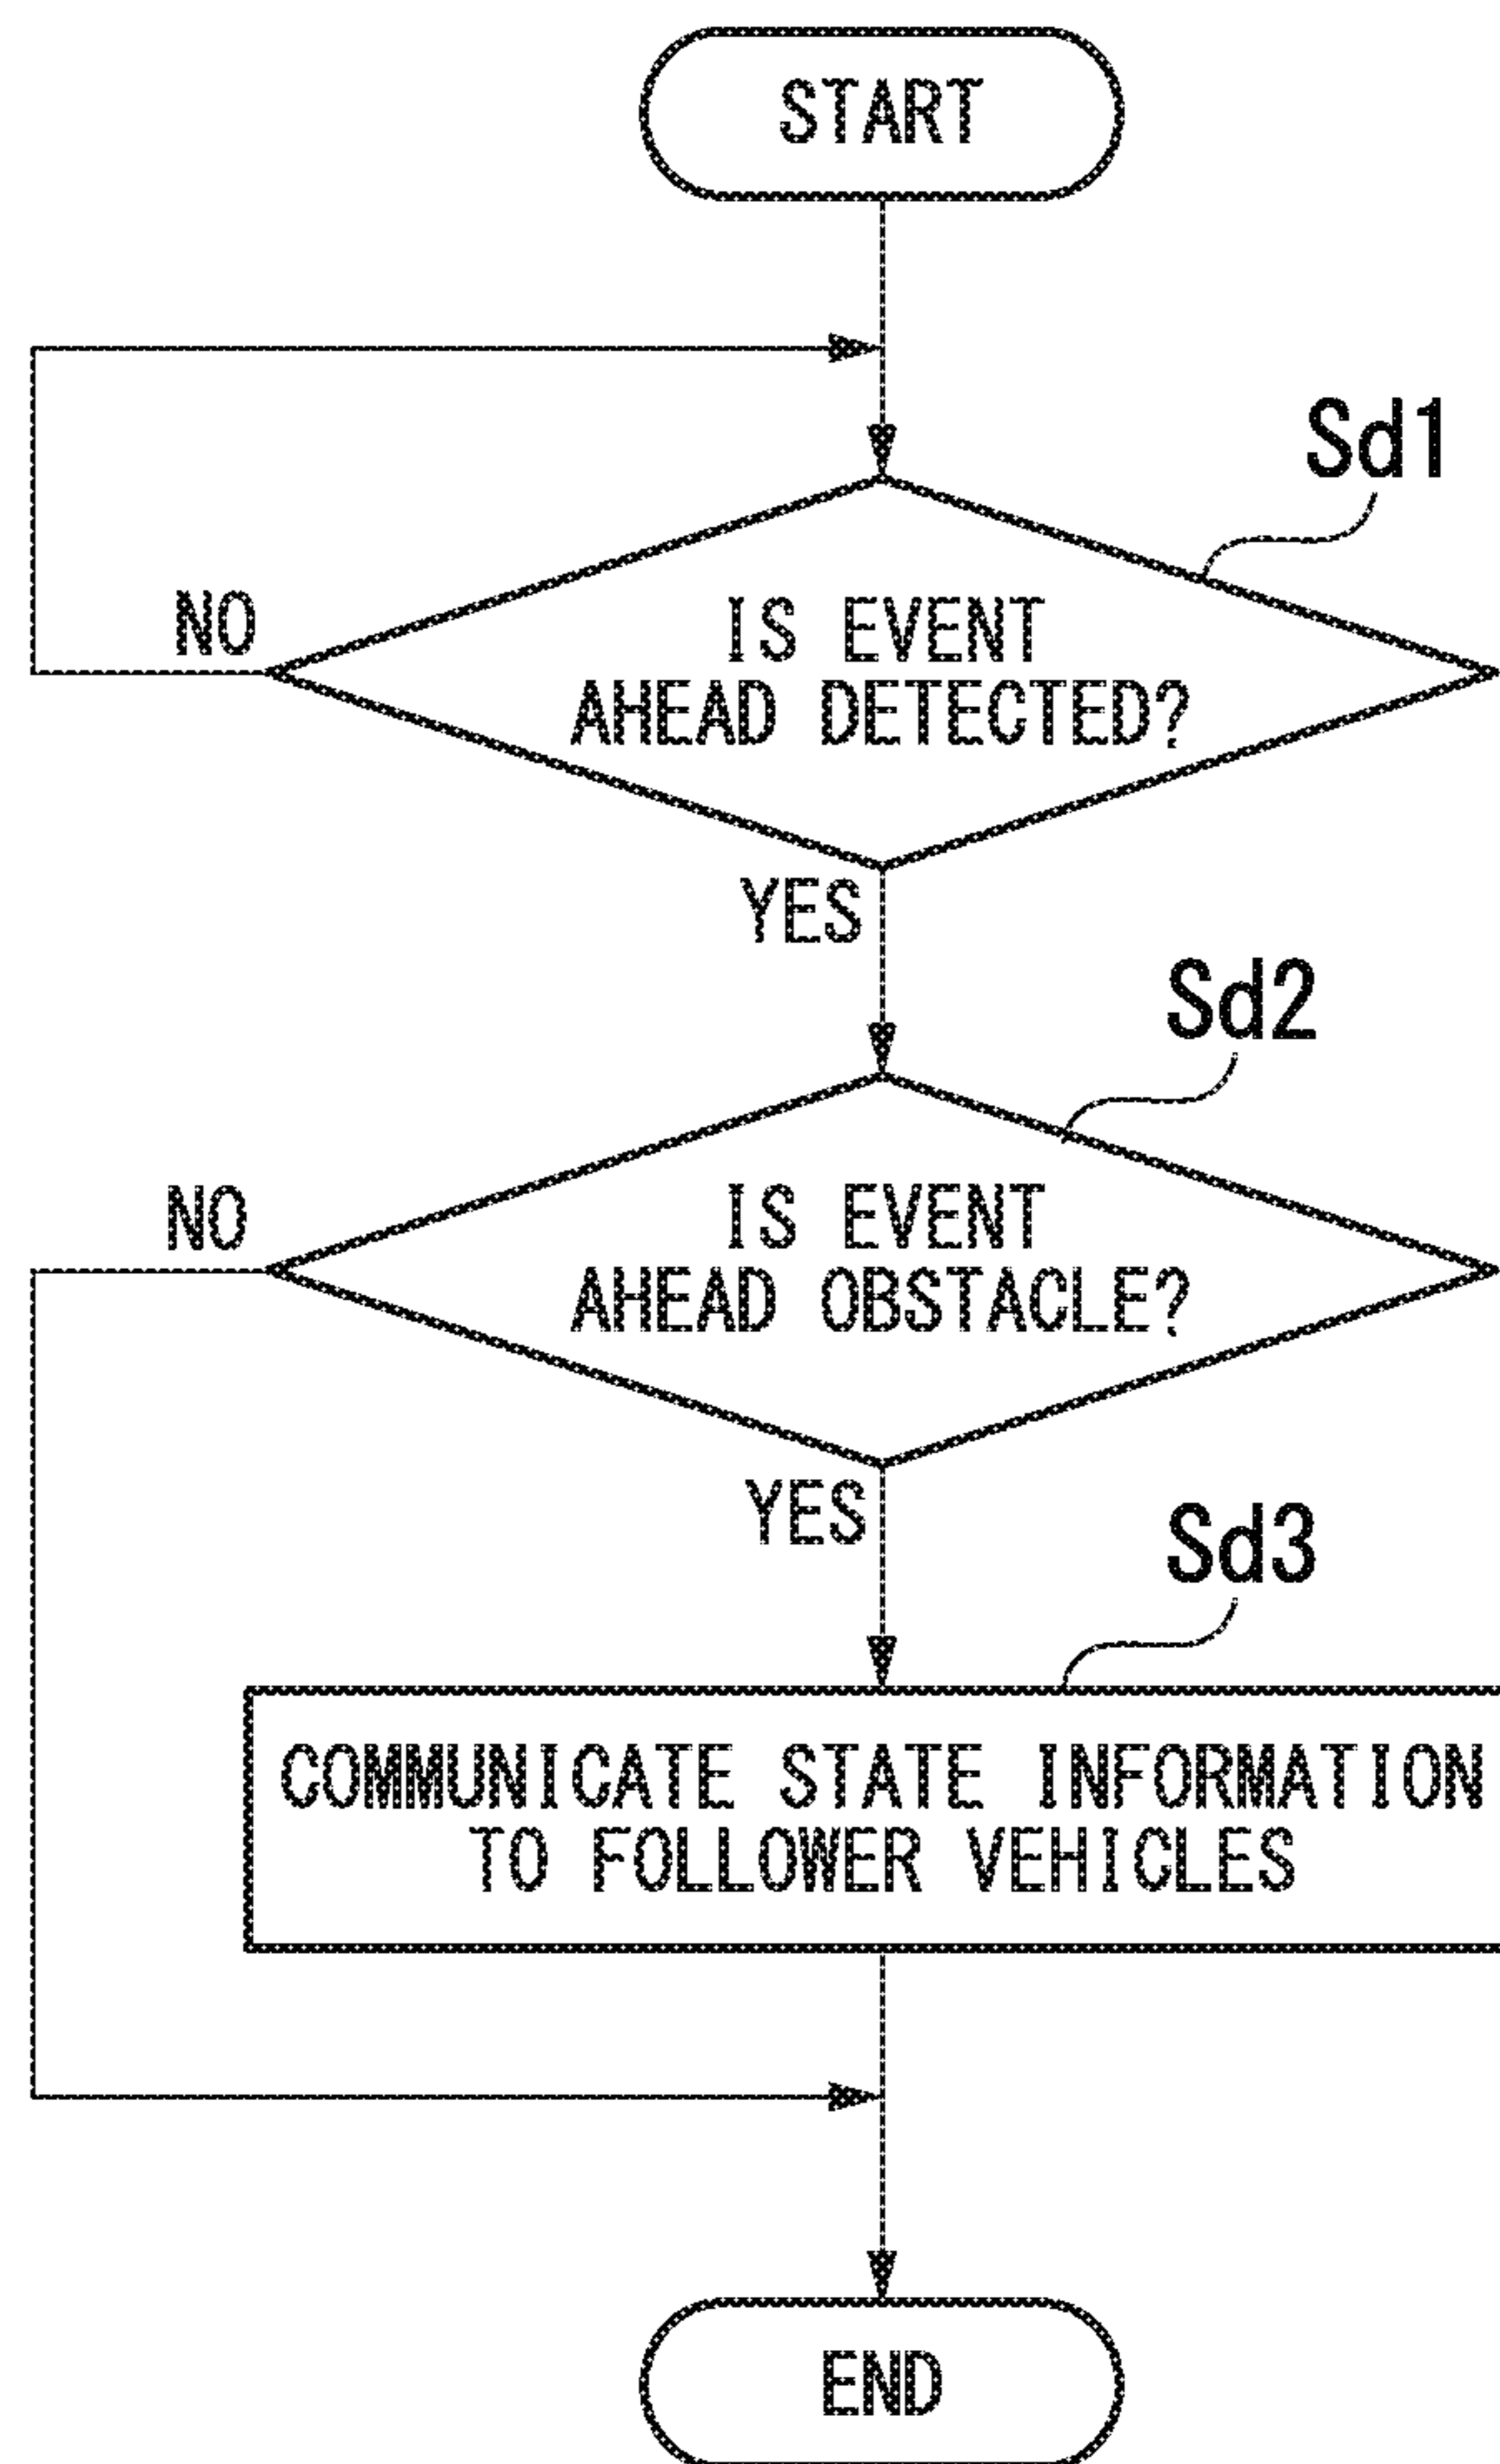 START
Sd1
NO
IS EVENT
AHEAD DETECTED?
YES
Sd2
NO
IS EVENT
AHEAD OBSTACLE?
YES
Sd3
COMMUNICATE STATE INFORMATION
TO FOLLOWER VEHICLES
END